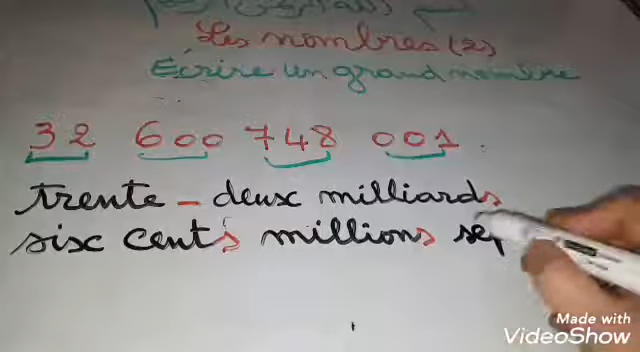 Les nombres (2)
Écrire un grand nombre
32 600 748 001
trente-deux milliards
six cents millions sep
Made with
VideoShow